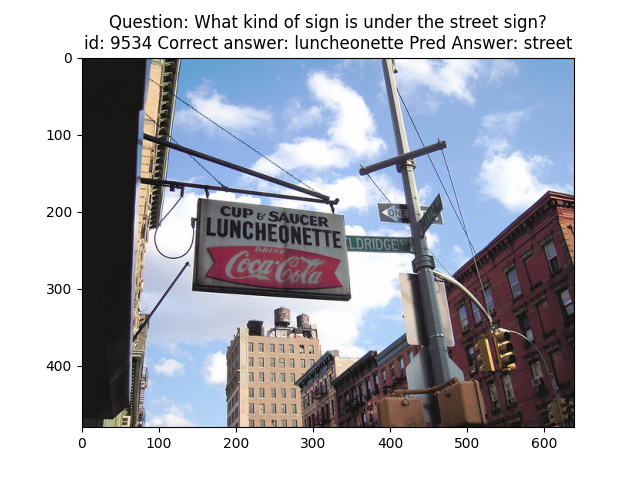 Question: What kind of sign is under the street sign?
id: 9534 Correct answer: luncheonette Pred Answer: street
0
100
200
300
400
0 100 200 300 400 500 600
CUP & SAUCER
LUNCHEONETTE
DRINK
Coca-Cola
ONE
ELDRIDGE ST